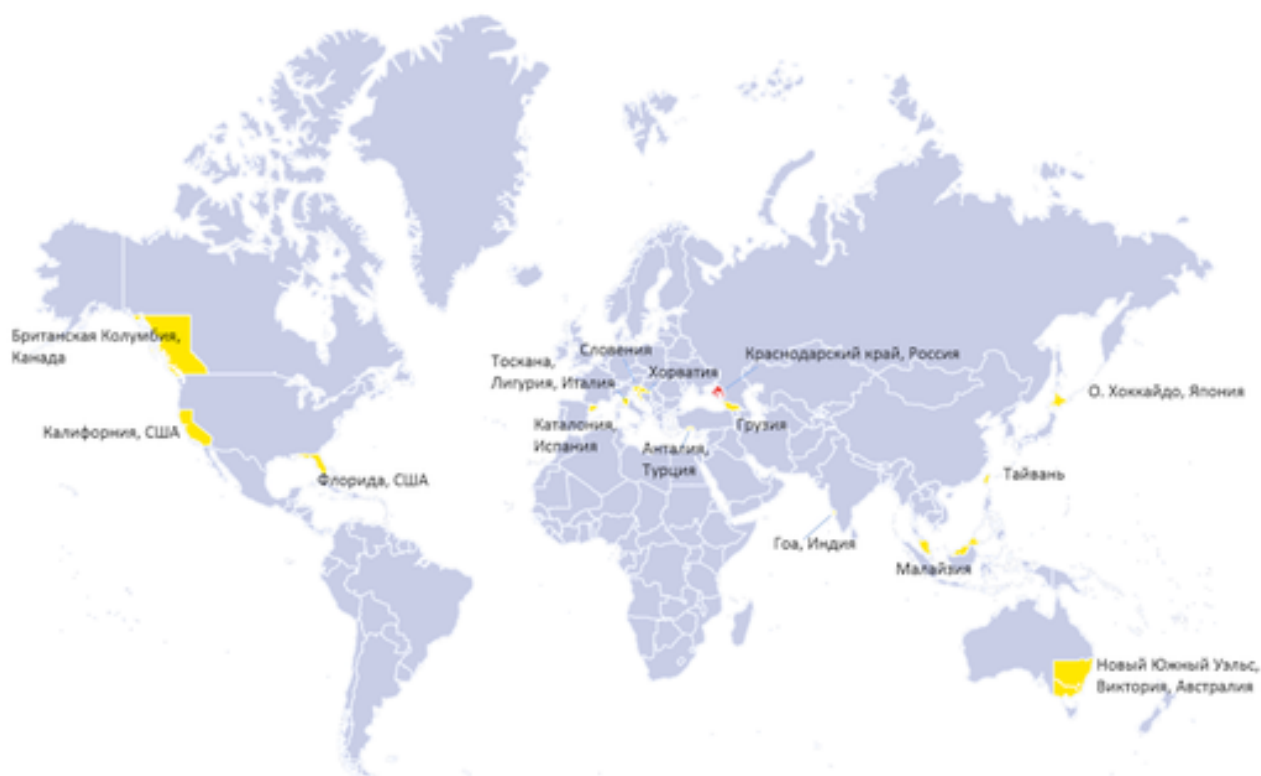 Британская Колумбия,
Канада
Калифорния, США
Флорида, США
Словения
Тоскана,
Лигурия, Италия
Хорватия
Краснодарский край, Россия
Каталония,
Испания
Анталия,
Турция
Грузия
О. Хоккайдо, Япония
Тайвань
Гоа, Индия
Малайзия
Новый Южный Уэльс,
Виктория, Австралия